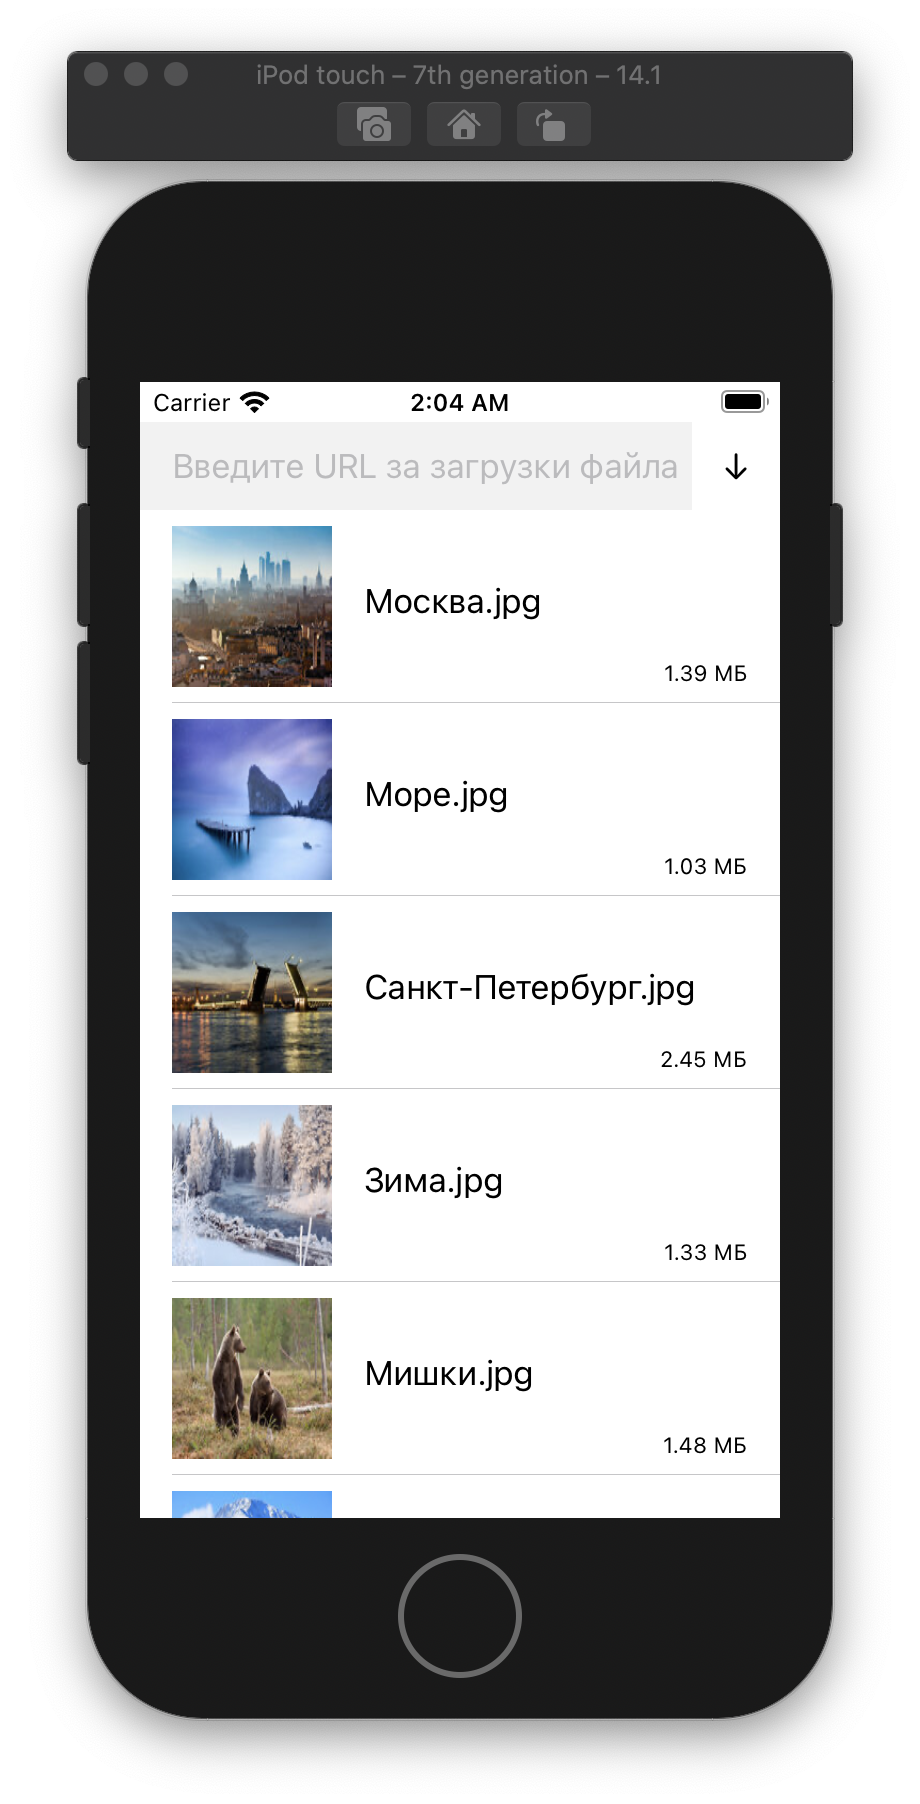 iPod touch – 7th generation – 14.1
Carrier 2:04 AM
Введите URL за загрузки файла
Москва.jpg
1.39 МБ
Море.jpg
1.03 МБ
Санкт-Петербург.jpg
2.45 МБ
Зима.jpg
1.33 МБ
Мишки.jpg
1.48 МБ